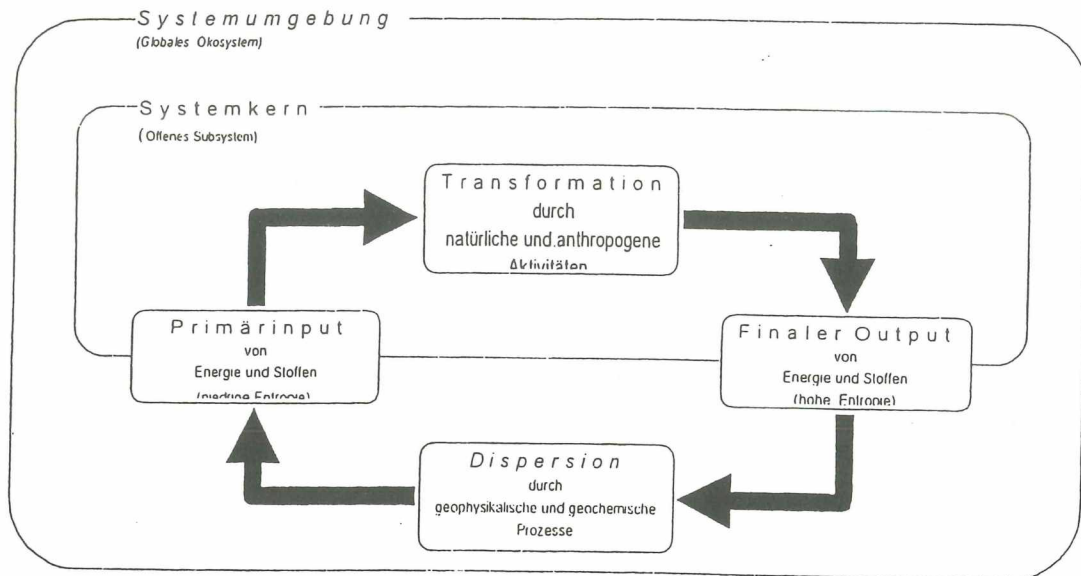 Systemumgebung
(Globales Ökosystem)
Systemkern
(Offenes Subsystem)
Transformation
durch
natürliche und anthropogene
Aktivitäten
Primärinput
von
Energie und Stoffen
(niedrige Entropie)
Finaler Output
von
Energie und Stoffen
(hohe Entropie)
Dispersion
durch
geophysikalische und geochemische
Prozesse